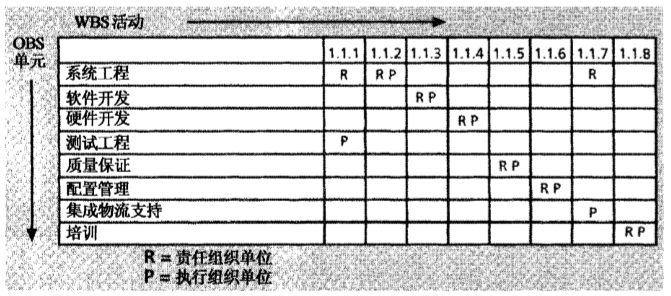 WBS活动
OBS
单元
1.1.1 1.1.2 1.1.3 1.1.4 1.1.5 1.1.6 1.1.7 1.1.8
系统工程 R R P R
软件开发 R P
硬件开发 R P
测试工程 P
质量保证 R P
配置管理 R P
集成物流支持 P
培训 R P
R = 责任组织单位
P = 执行组织单位